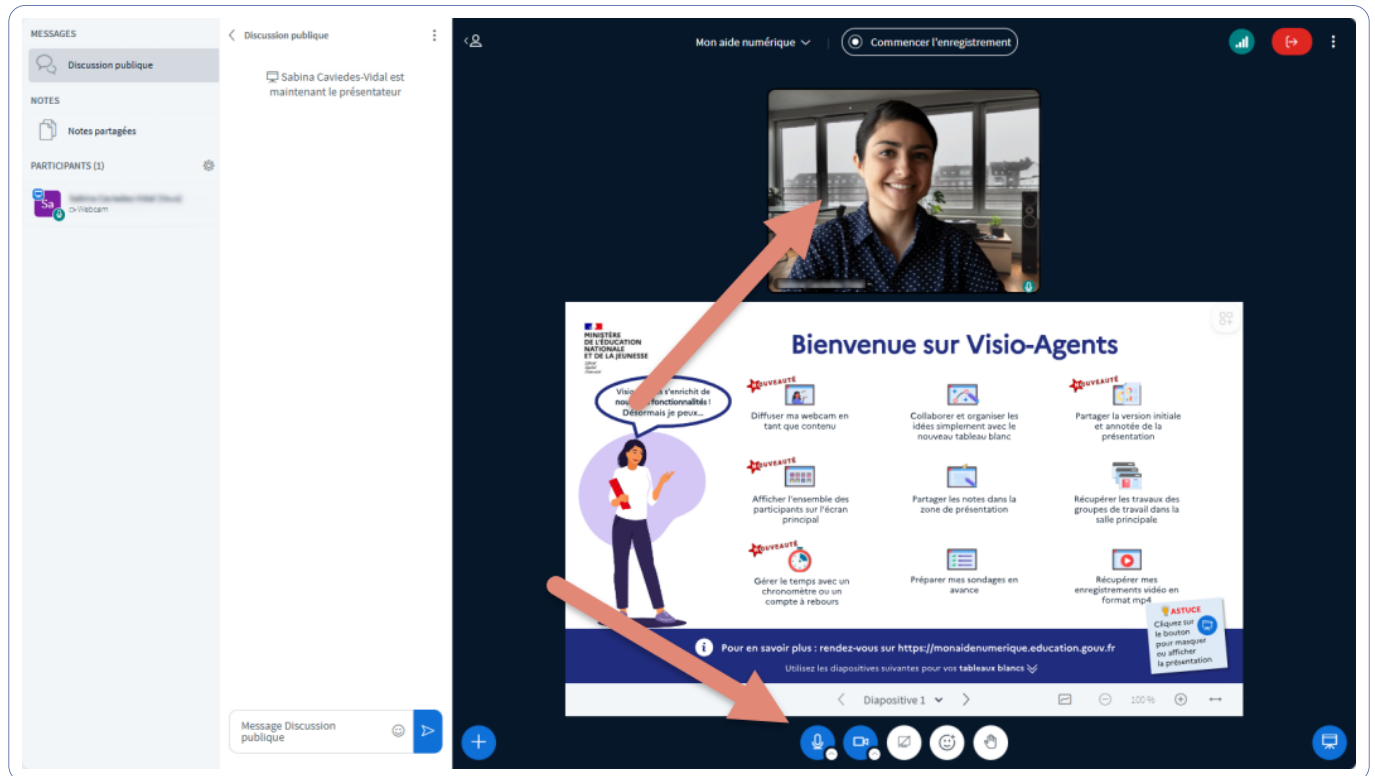 MESSAGES
Discussion publique
NOTES
Notes partagées
PARTICIPANTS (1)
Sa
Webcam
Discussion publique
Sabina Caviedes-Vidal est
maintenant le présentateur
Message Discussion
publique
Mon aide numérique
Commencer l'enregistrement
MINISTÈRE
DE L'ÉDUCATION
NATIONALE
ET DE LA JEUNESSE
Bienvenue sur Visio-Agents
s'enrichit de
fonctionnalités !
Désormais je peux...
NOUVEAUTÉ
Diffuser ma webcam en
tant que contenu
Collaborer et organiser les
idées simplement avec le
nouveau tableau blanc
NOUVEAUTÉ
Partager la version initiale
et annotée de la
présentation
NOUVEAUTÉ
Afficher l'ensemble des
participants sur l'écran
principal
Partager les notes dans la
zone de présentation
Récupérer les travaux des
groupes de travail dans la
salle principale
NOUVEAUTÉ
Gérer le temps avec un
chronomètre ou un
compte à rebours
Préparer mes sondages en
avance
Récupérer mes
enregistrements vidéo en
format mp4
ASTUCE
Cliquez sur
le bouton
pour masquer
ou afficher
la présentation
Pour en savoir plus : rendez-vous sur https://monaidenumerique.education.gouv.fr
Utilisez les diapositives suivantes pour vos tableaux blancs
Diapositive 1
100 %